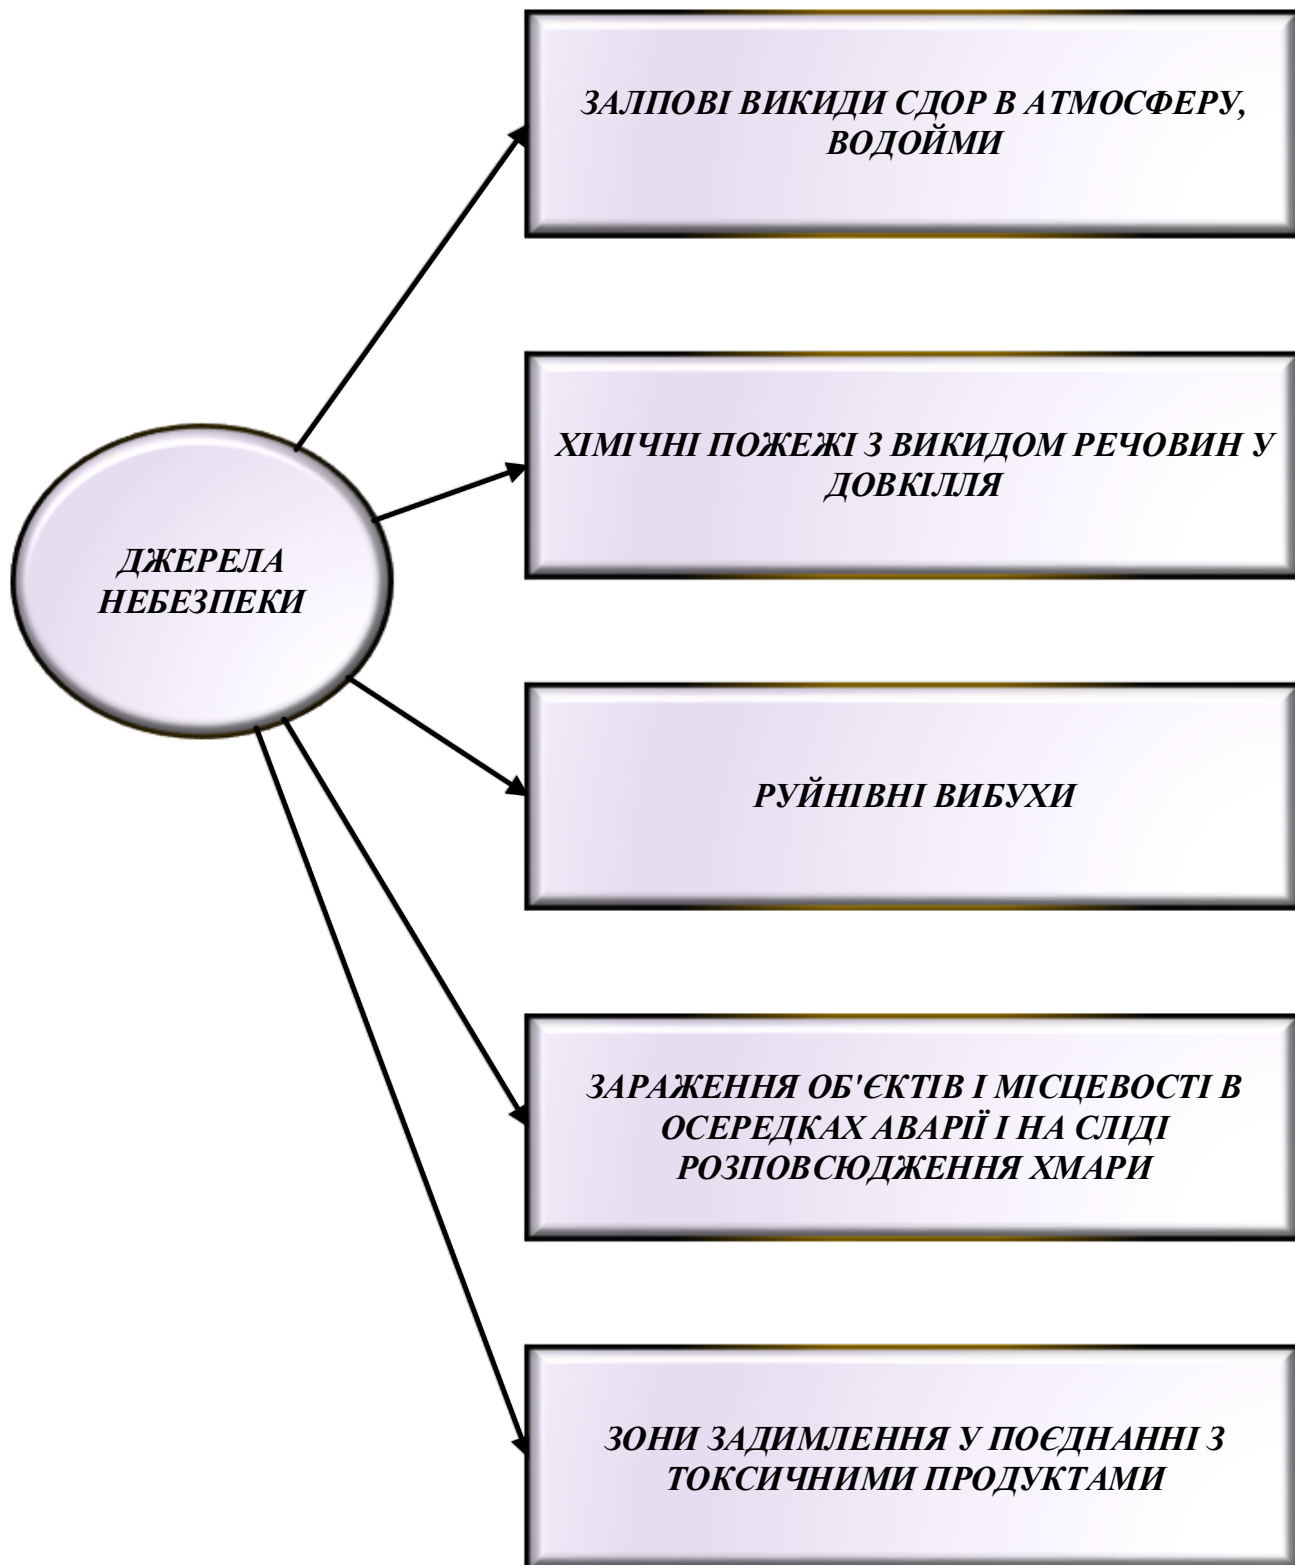 ЗАЛПОВІ ВИКИДИ СДОР В АТМОСФЕРУ,
ВОДОЙМИ
ХІМІЧНІ ПОЖЕЖІ З ВИКИДОМ РЕЧОВИН У
ДОВКІЛЛЯ
ДЖЕРЕЛА
НЕБЕЗПЕКИ
РУЙНІВНІ ВИБУХИ
ЗАРАЖЕННЯ ОБ'ЄКТІВ І МІСЦЕВОСТІ В
ОСЕРЕДКАХ АВАРІЇ І НА СЛІДІ
РОЗПОВСЮДЖЕННЯ ХМАРИ
ЗОНИ ЗАДИМЛЕННЯ У ПОЄДНАННІ З
ТОКСИЧНИМИ ПРОДУКТАМИ